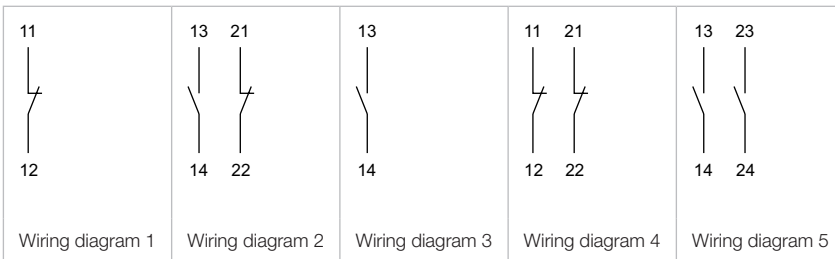 11
12
Wiring diagram 1
13 21
14 22
Wiring diagram 2
13
14
Wiring diagram 3
11 21
12 22
Wiring diagram 4
13 23
14 24
Wiring diagram 5